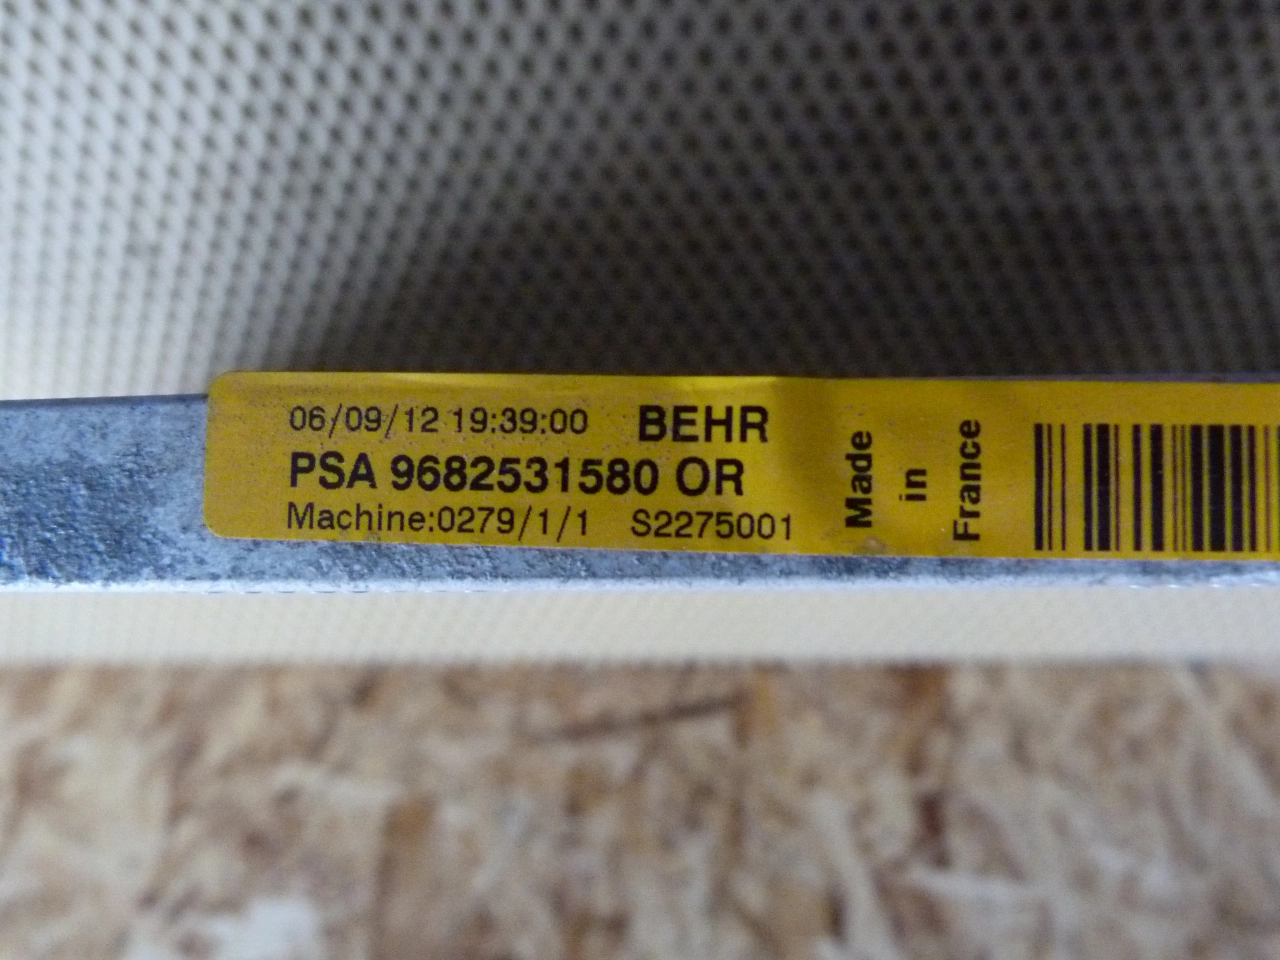 06/09/12 19:39:00 BEHR
PSA 9682531580 OR
Machine:0279/1/1 S2275001
Made
in
France